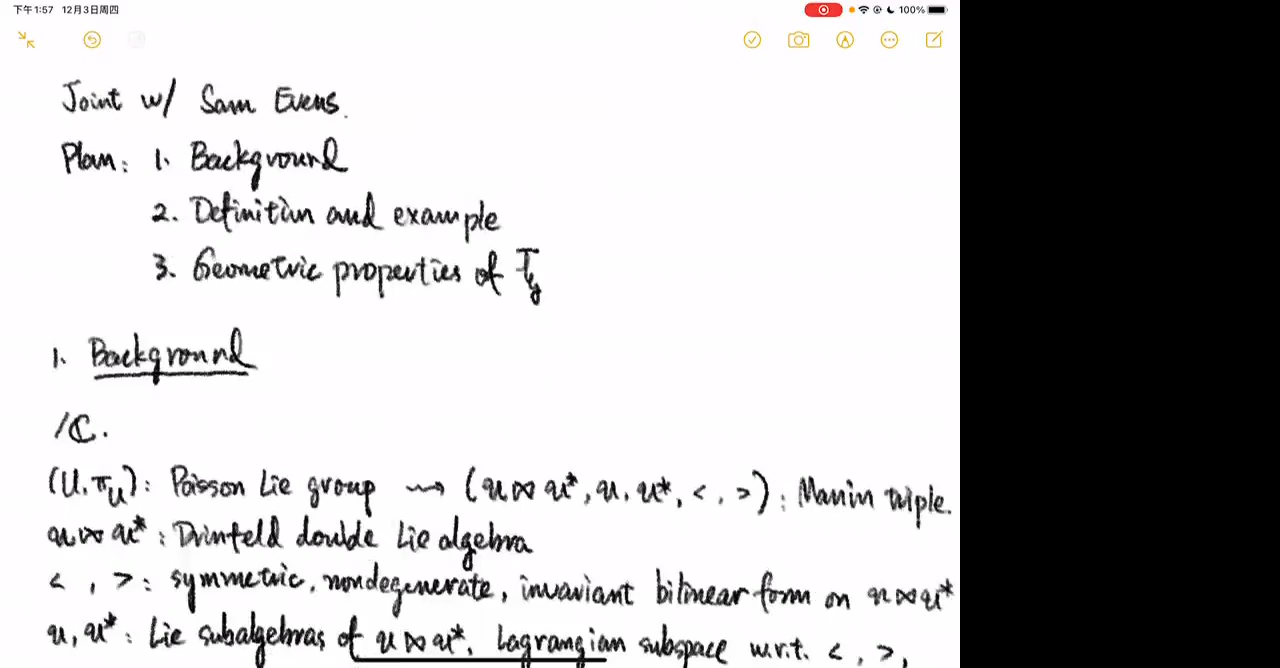 下午1:57 12月3日周四 100%
Joint w/ Sam Evens.
Plan: 1. Background
2. Definition and example
3. Geometric properties of
1. Background
/ℂ.
(U, π_U): Poisson Lie group ⇝ (𝔲 ⋈ 𝔲*, 𝔲, 𝔲*, < , >): Manin triple.
𝔲 ⋈ 𝔲*: Drinfeld double Lie algebra
< , >: symmetric, nondegenerate, invariant bilinear form on 𝔲 ⋈ 𝔲*
𝔲, 𝔲*: Lie subalgebras of 𝔲 ⋈ 𝔲*, Lagrangian subspace w.r.t. < , >,